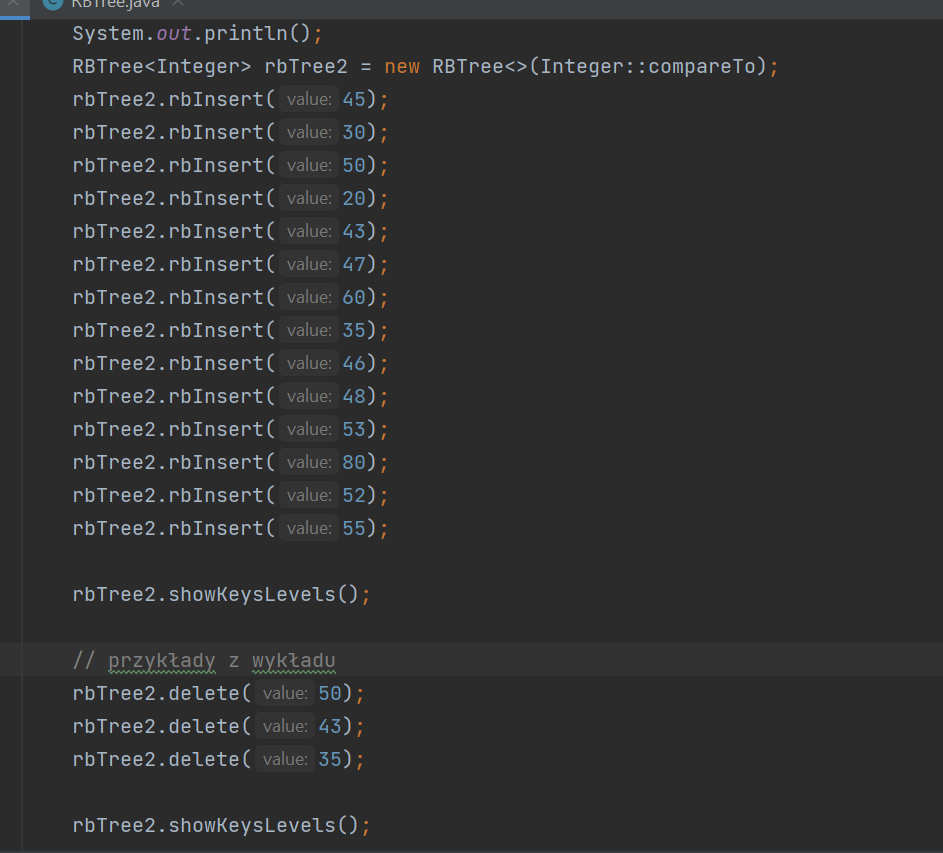 RBTree.java
System.out.println();
RBTree<Integer> rbTree2 = new RBTree<>(Integer::compareTo);
rbTree2.rbInsert( value: 45);
rbTree2.rbInsert( value: 30);
rbTree2.rbInsert( value: 50);
rbTree2.rbInsert( value: 20);
rbTree2.rbInsert( value: 43);
rbTree2.rbInsert( value: 47);
rbTree2.rbInsert( value: 60);
rbTree2.rbInsert( value: 35);
rbTree2.rbInsert( value: 46);
rbTree2.rbInsert( value: 48);
rbTree2.rbInsert( value: 53);
rbTree2.rbInsert( value: 80);
rbTree2.rbInsert( value: 52);
rbTree2.rbInsert( value: 55);
rbTree2.showKeysLevels();
// przykłady z wykładu
rbTree2.delete( value: 50);
rbTree2.delete( value: 43);
rbTree2.delete( value: 35);
rbTree2.showKeysLevels();